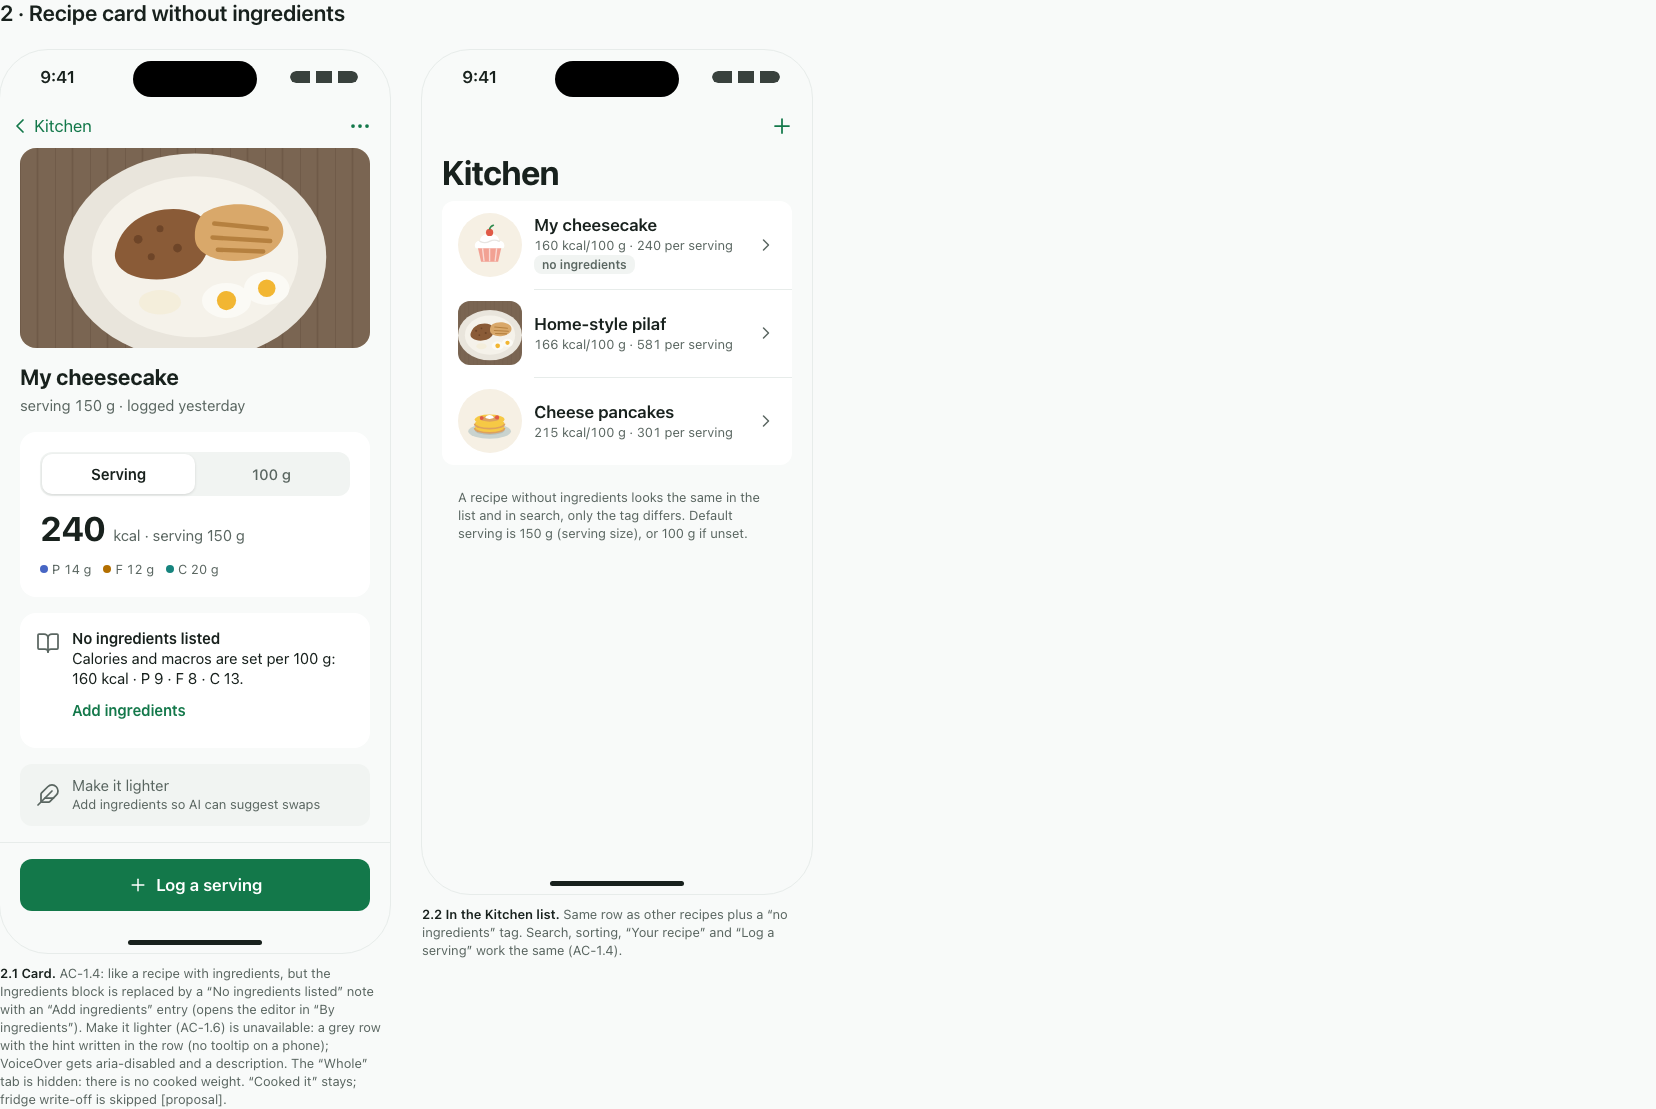 2 · Recipe card without ingredients
9:41
Kitchen
My cheesecake
serving 150 g · logged yesterday
Serving
100 g
240 kcal · serving 150 g
P 14 g F 12 g C 20 g
No ingredients listed
Calories and macros are set per 100 g:
160 kcal · P 9 · F 8 · C 13.
Add ingredients
Make it lighter
Add ingredients so AI can suggest swaps
Log a serving
2.1 Card. AC-1.4: like a recipe with ingredients, but the
Ingredients block is replaced by a “No ingredients listed” note
with an “Add ingredients” entry (opens the editor in “By
ingredients”). Make it lighter (AC-1.6) is unavailable: a grey row
with the hint written in the row (no tooltip on a phone);
VoiceOver gets aria-disabled and a description. The “Whole”
tab is hidden: there is no cooked weight. “Cooked it” stays;
fridge write-off is skipped [proposal].
9:41
Kitchen
My cheesecake
160 kcal/100 g · 240 per serving
no ingredients
Home-style pilaf
166 kcal/100 g · 581 per serving
Cheese pancakes
215 kcal/100 g · 301 per serving
A recipe without ingredients looks the same in the
list and in search, only the tag differs. Default
serving is 150 g (serving size), or 100 g if unset.
2.2 In the Kitchen list. Same row as other recipes plus a “no
ingredients” tag. Search, sorting, “Your recipe” and “Log a
serving” work the same (AC-1.4).